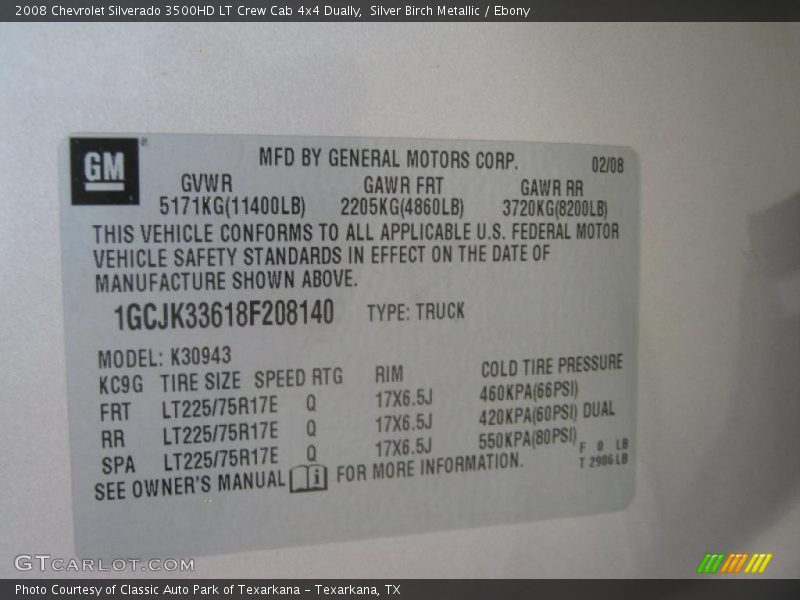 2008 Chevrolet Silverado 3500HD LT Crew Cab 4x4 Dually,  Silver Birch Metallic / Ebony
GM
MFD BY GENERAL MOTORS CORP. 02/08
GVWR GAWR FRT GAWR RR
5171KG(11400LB) 2205KG(4860LB) 3720KG(8200LB)
THIS VEHICLE CONFORMS TO ALL APPLICABLE U.S. FEDERAL MOTOR
VEHICLE SAFETY STANDARDS IN EFFECT ON THE DATE OF
MANUFACTURE SHOWN ABOVE.
1GCJK33618F208140 TYPE: TRUCK
MODEL: K30943
KC9G TIRE SIZE SPEED RTG RIM COLD TIRE PRESSURE
FRT LT225/75R17E Q 17X6.5J 460KPA(66PSI)
RR LT225/75R17E Q 17X6.5J 420KPA(60PSI) DUAL
SPA LT225/75R17E Q 17X6.5J 550KPA(80PSI)
F 0 LB
T 2906 LB
SEE OWNER'S MANUAL i FOR MORE INFORMATION.
GTCARLOT.COM
Photo Courtesy of Classic Auto Park of Texarkana – Texarkana, TX